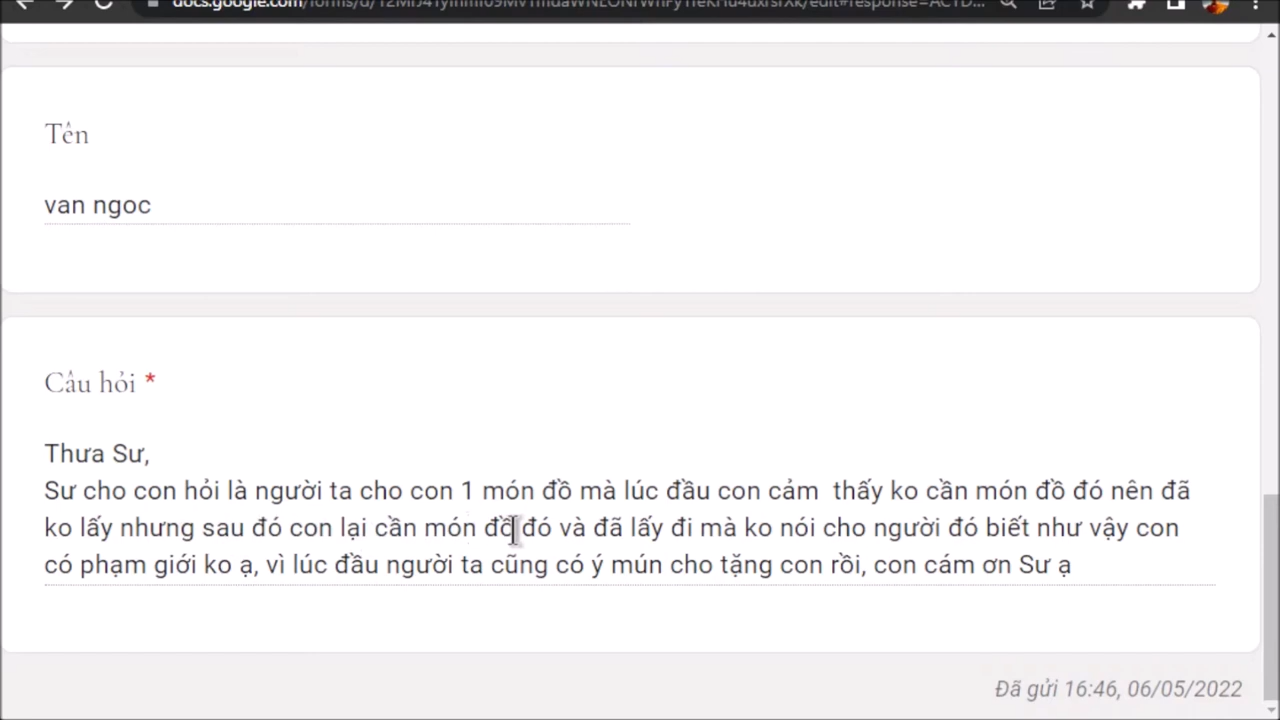 docs.google.com
Tên
van ngoc
Câu hỏi *
Thưa Sư,
Sư cho con hỏi là người ta cho con 1 món đồ mà lúc đầu con cảm  thấy ko cần món đồ đó nên đã
ko lấy nhưng sau đó con lại cần món đồ đó và đã lấy đi mà ko nói cho người đó biết như vậy con
có phạm giới ko ạ, vì lúc đầu người ta cũng có ý mún cho tặng con rồi, con cám ơn Sư ạ
Đã gửi 16:46, 06/05/2022